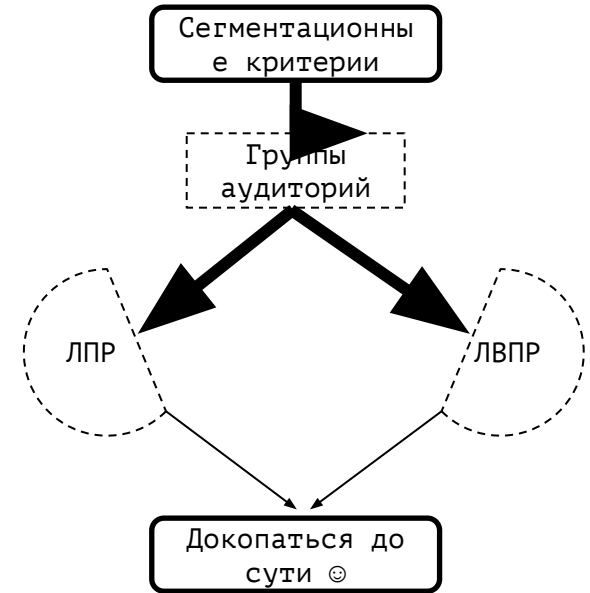 Сегментационны
е критерии
Группы
аудиторий
ЛПР
ЛВПР
Докопаться до
сути ☺